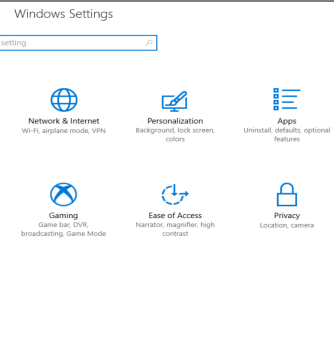 Windows Settings
setting
Network & Internet
Wi-Fi, airplane mode, VPN
Personalization
Background, lock screen,
colors
Apps
Uninstall, defaults, optional
features
Gaming
Game bar, DVR,
broadcasting, Game Mode
Ease of Access
Narrator, magnifier, high
contrast
Privacy
Location, camera